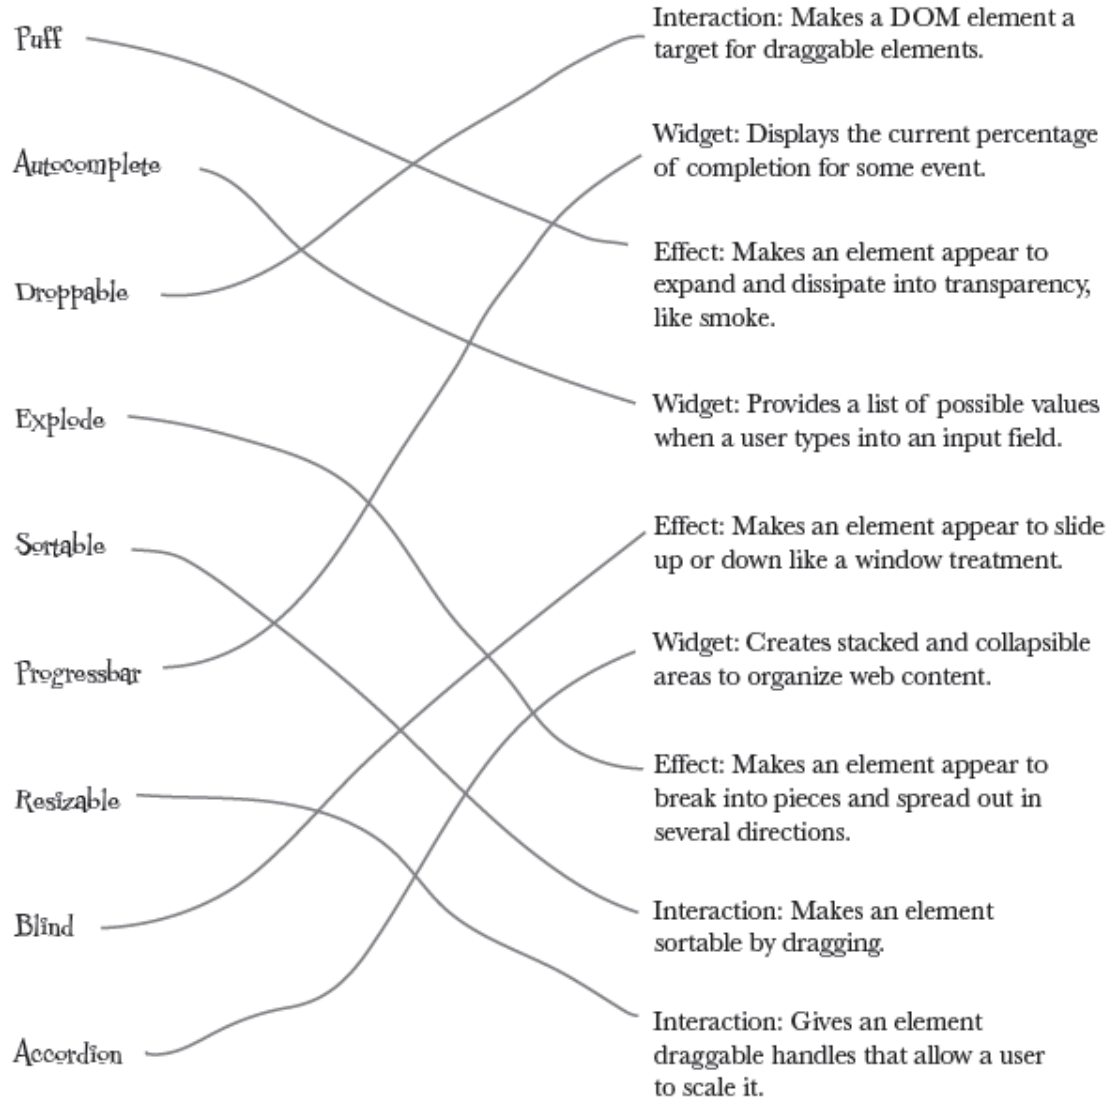 Puff
Autocomplete
Droppable
Explode
Sortable
Progressbar
Resizable
Blind
Accordion
Interaction: Makes a DOM element a
target for draggable elements.
Widget: Displays the current percentage
of completion for some event.
Effect: Makes an element appear to
expand and dissipate into transparency,
like smoke.
Widget: Provides a list of possible values
when a user types into an input field.
Effect: Makes an element appear to slide
up or down like a window treatment.
Widget: Creates stacked and collapsible
areas to organize web content.
Effect: Makes an element appear to
break into pieces and spread out in
several directions.
Interaction: Makes an element
sortable by dragging.
Interaction: Gives an element
draggable handles that allow a user
to scale it.